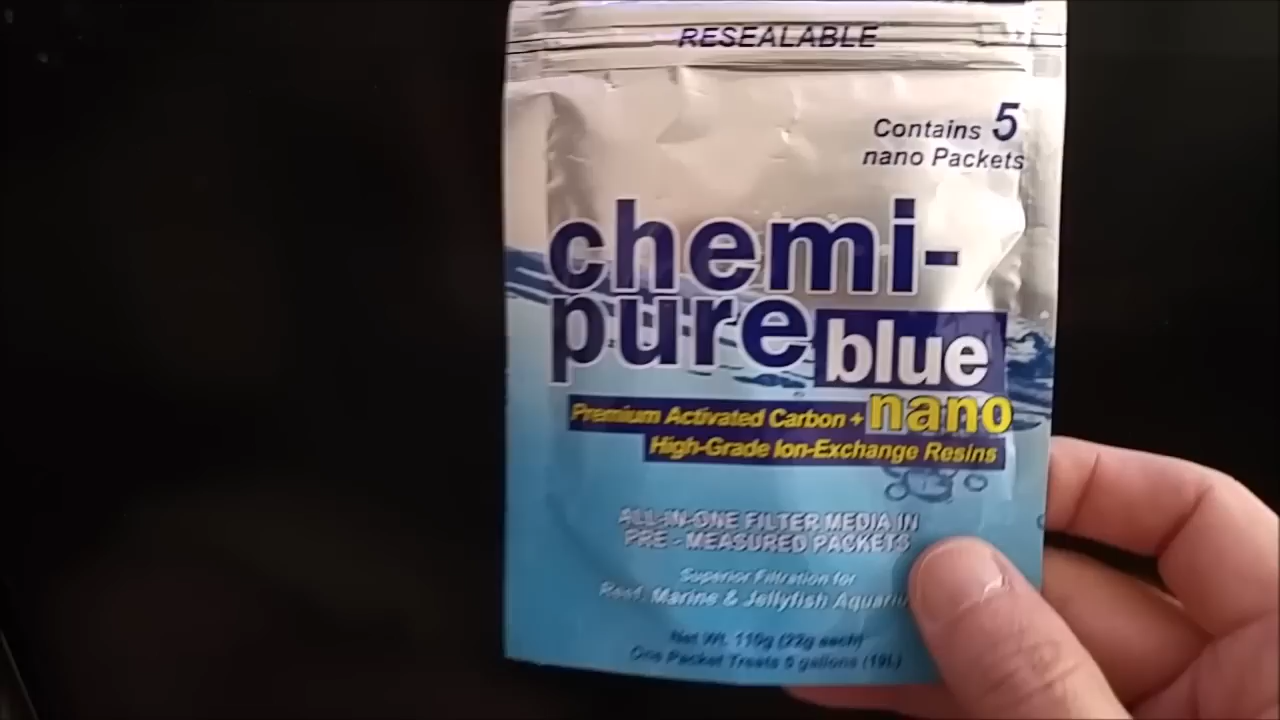 RESEALABLE
Contains 5
nano Packets
chemi-
pure blue
nano
Premium Activated Carbon +
High-Grade Ion-Exchange Resins
ALL-IN-ONE FILTER MEDIA IN
PRE - MEASURED PACKETS
Superior Filtration for
Reef, Marine & Jellyfish
Net Wt. 110g (22g each)
One Packet Treats 5 gallons (19L)